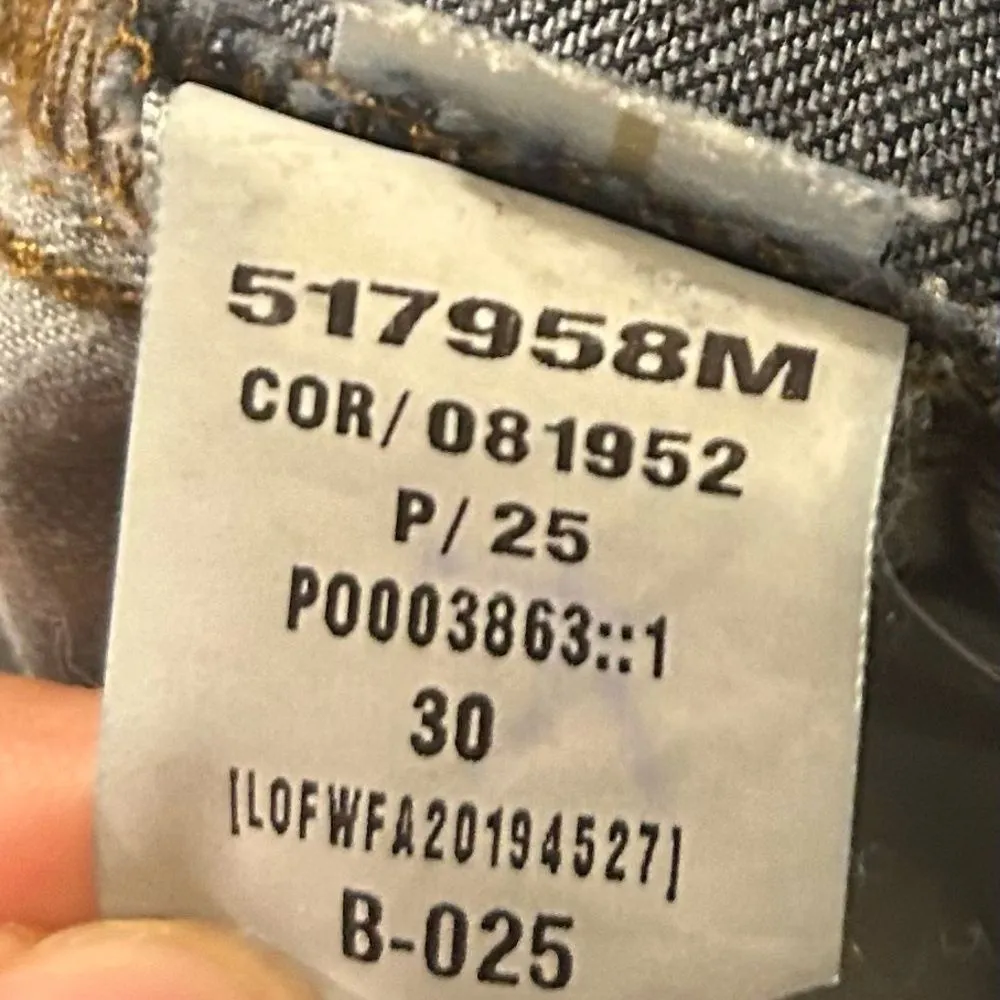 517958M
COR/081952
P/25
P0003863::1
30
[LOFWFA20194527]
B-025